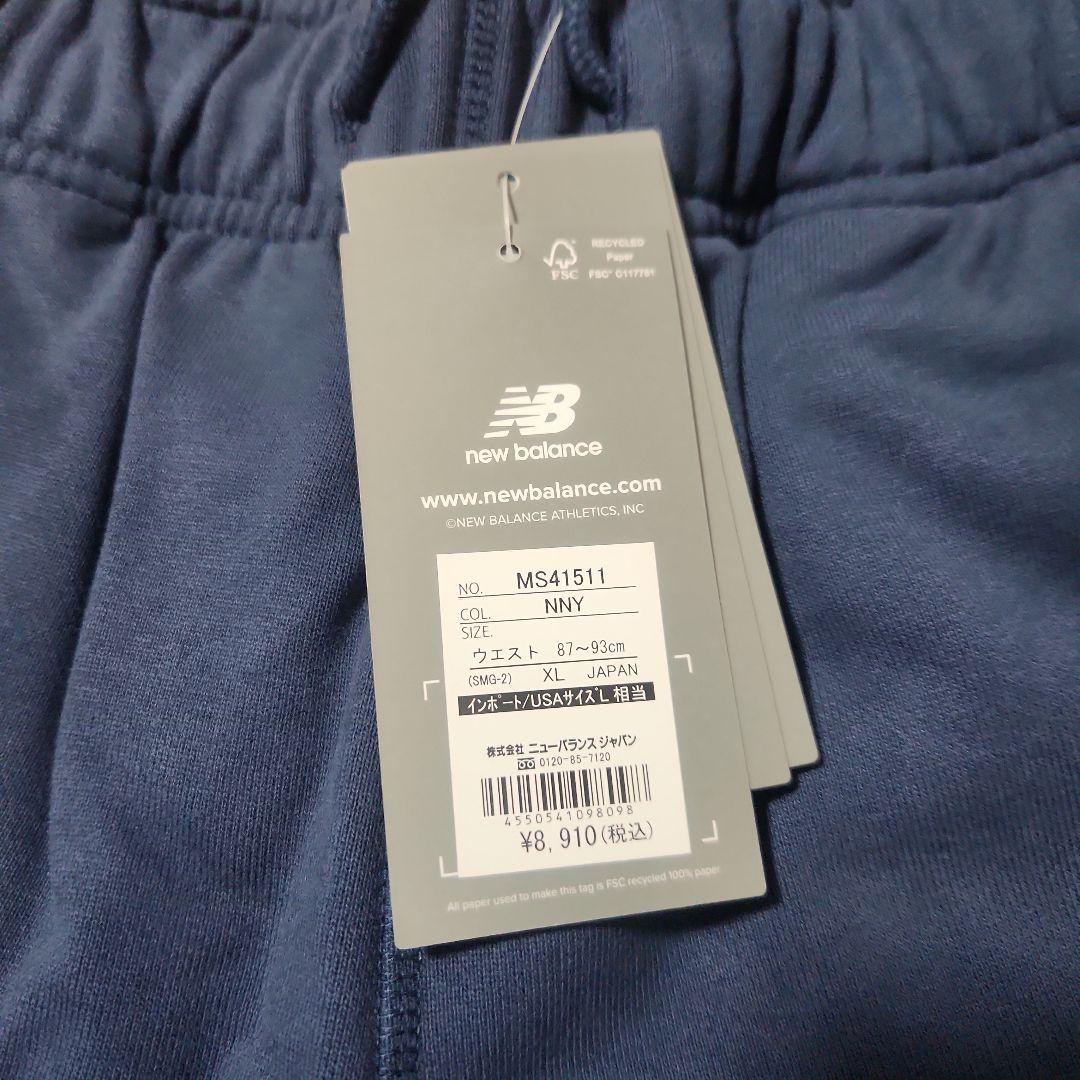 RECYCLED
Paper
FSC® C117781
FSC
NB
new balance
www.newbalance.com
©NEW BALANCE ATHLETICS, INC
NO. MS41511
COL. NNY
SIZE.
ウエスト 87～93cm
(SMG-2) XL JAPAN
インポート/USAサイズL 相当
株式会社 ニューバランス ジャパン
0120-85-7120
4550541098098
¥8,910(税込)
All paper used to make this tag is FSC recycled 100% paper